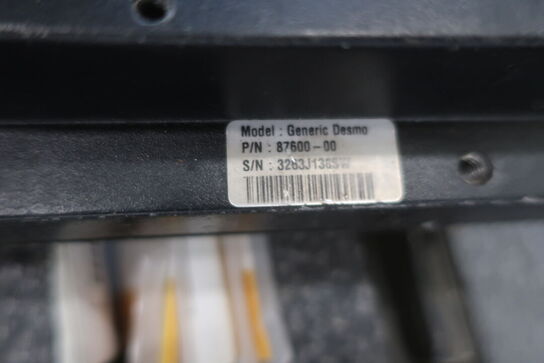 Model : Generic Desmo
P/N : 87600-00
S/N :